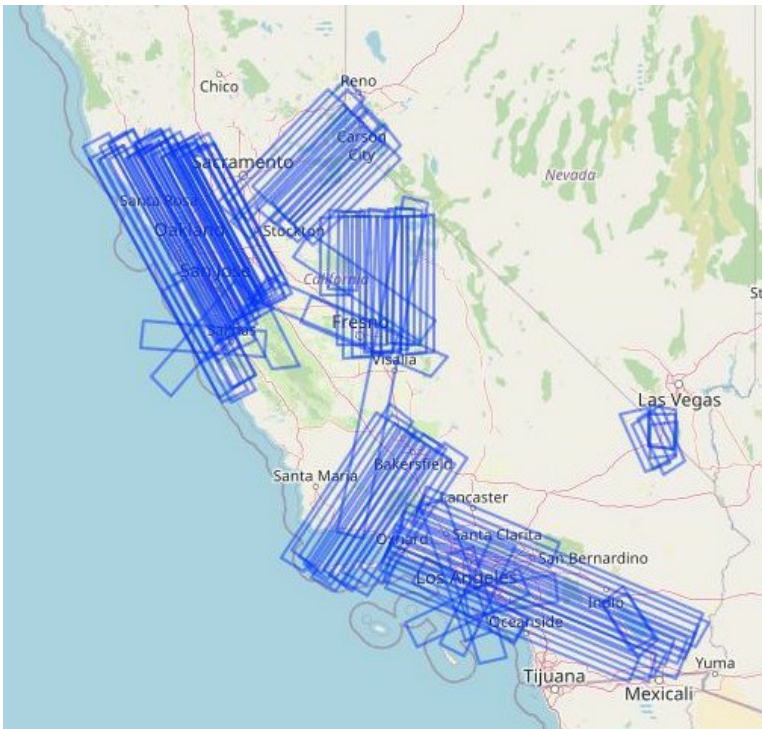 Reno
Chico
Carson
City
Sacramento
Nevada
Santa Rosa
Oakland
Stockton
San Jose
California
St
Fresno
Salinas
Visalia
Las Vegas
Bakersfield
Santa Maria
Lancaster
Santa Clarita
Oxnard
San Bernardino
Los Angeles
Indio
Oceanside
Yuma
Tijuana
Mexicali